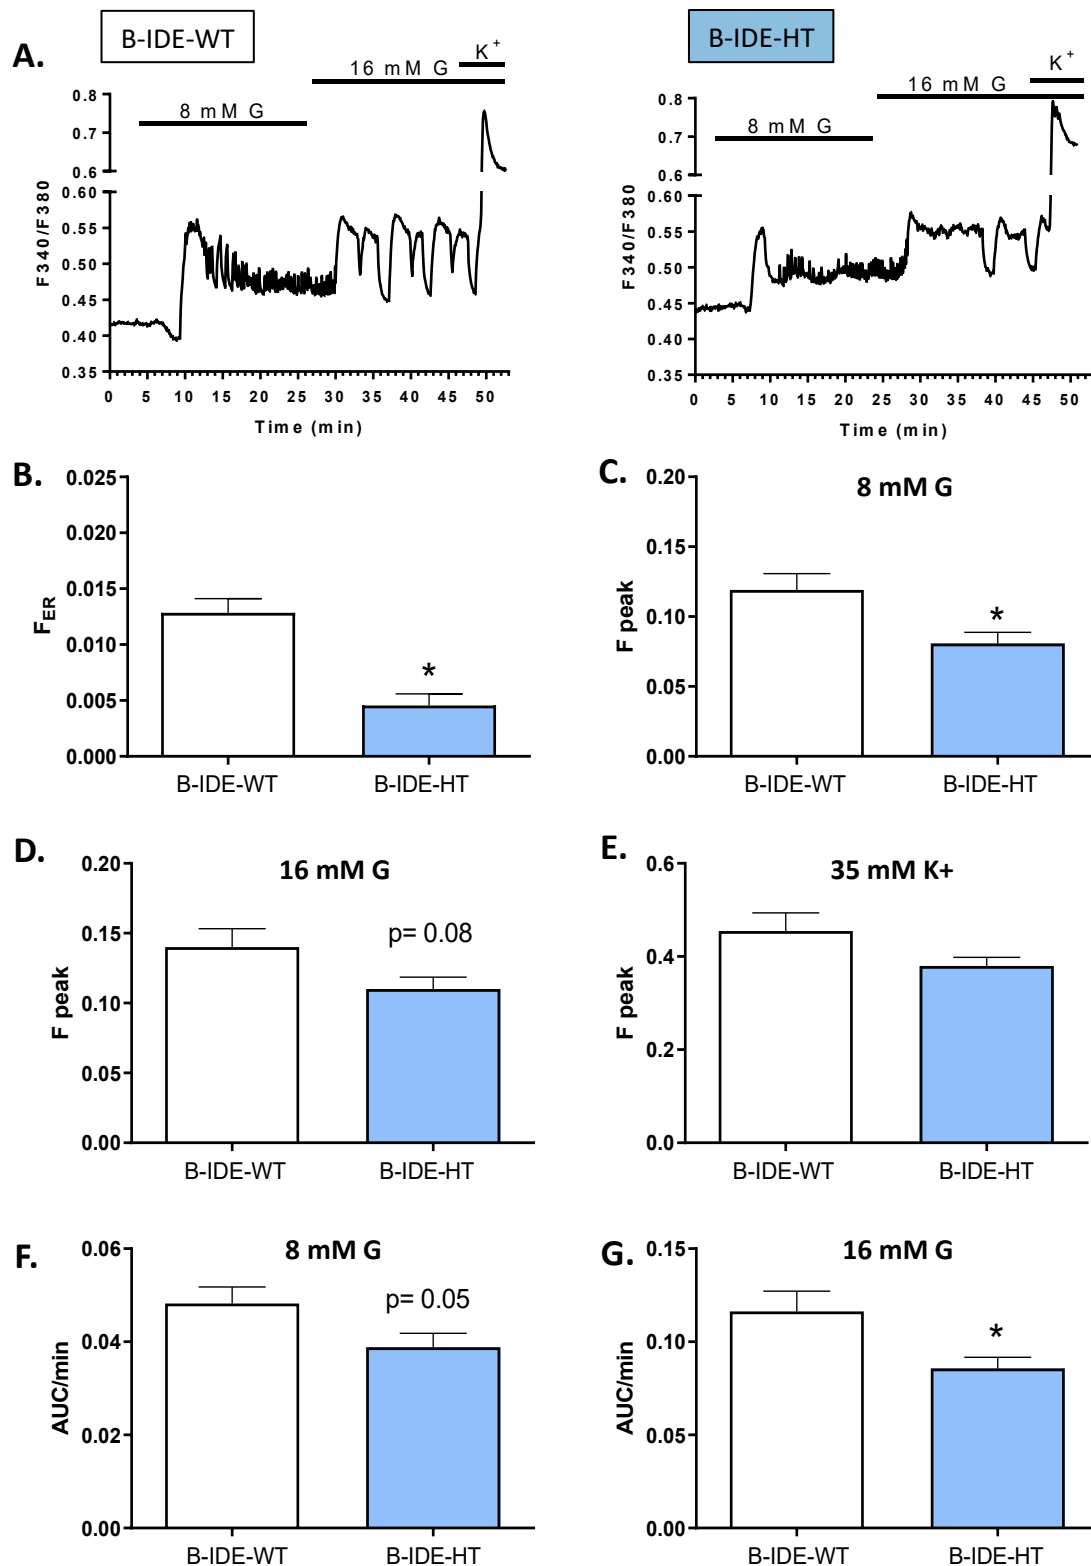 A.
B-IDE-WT
8 mM G
16 mM G
K+
F340/F380
0.8
0.7
0.6
0.60
0.55
0.50
0.45
0.40
0.35
0 5 10 15 20 25 30 35 40 45 50
Time (min)
B-IDE-HT
8 mM G
16 mM G
K+
F340/F380
0.8
0.7
0.6
0.60
0.55
0.50
0.45
0.40
0.35
0 5 10 15 20 25 30 35 40 45 50
Time (min)
B.
FER
0.025
0.020
0.015
0.010
0.005
0.000
*
B-IDE-WT B-IDE-HT
C.
8 mM G
F peak
0.20
0.15
0.10
0.05
0.00
*
B-IDE-WT B-IDE-HT
D.
16 mM G
F peak
0.20
0.15
0.10
0.05
0.00
p= 0.08
B-IDE-WT B-IDE-HT
E.
35 mM K+
F peak
0.6
0.4
0.2
0.0
B-IDE-WT B-IDE-HT
F.
8 mM G
AUC/min
0.06
0.04
0.02
0.00
p= 0.05
B-IDE-WT B-IDE-HT
G.
16 mM G
AUC/min
0.15
0.10
0.05
0.00
*
B-IDE-WT B-IDE-HT